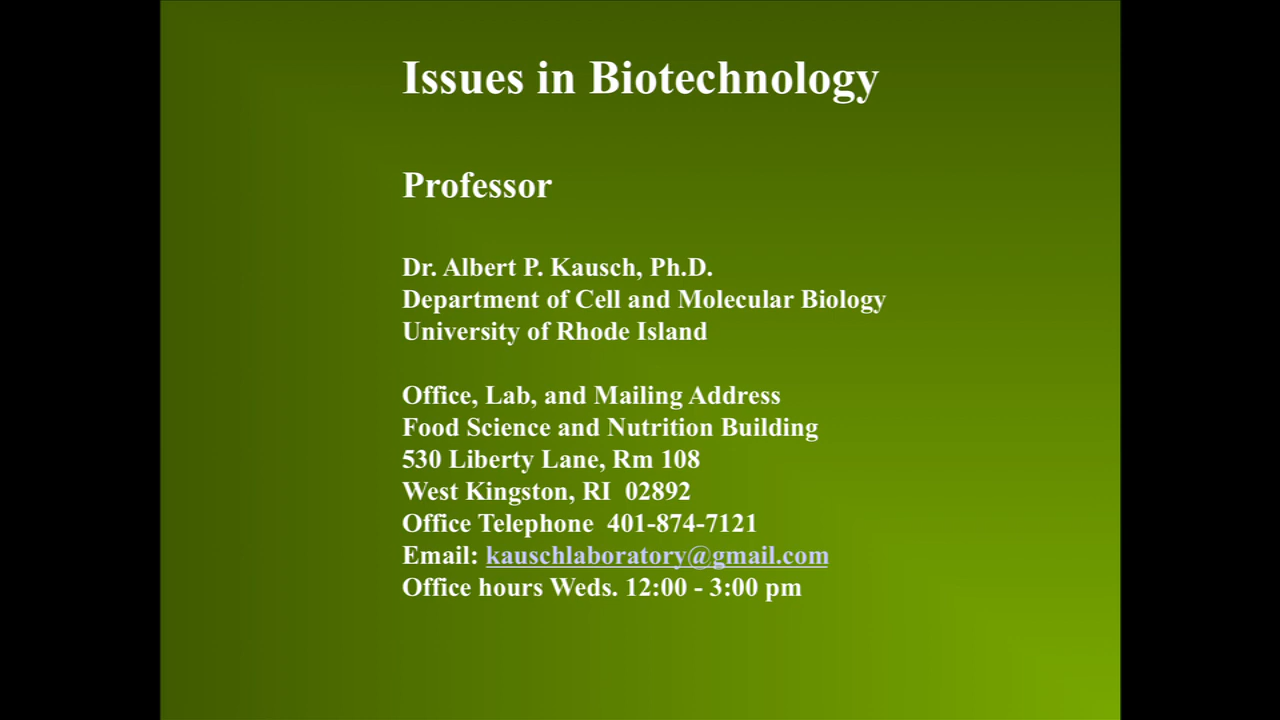 Issues in Biotechnology
Professor
Dr. Albert P. Kausch, Ph.D.
Department of Cell and Molecular Biology
University of Rhode Island
Office, Lab, and Mailing Address
Food Science and Nutrition Building
530 Liberty Lane, Rm 108
West Kingston, RI  02892
Office Telephone  401-874-7121
Email: kauschlaboratory@gmail.com
Office hours Weds. 12:00 - 3:00 pm